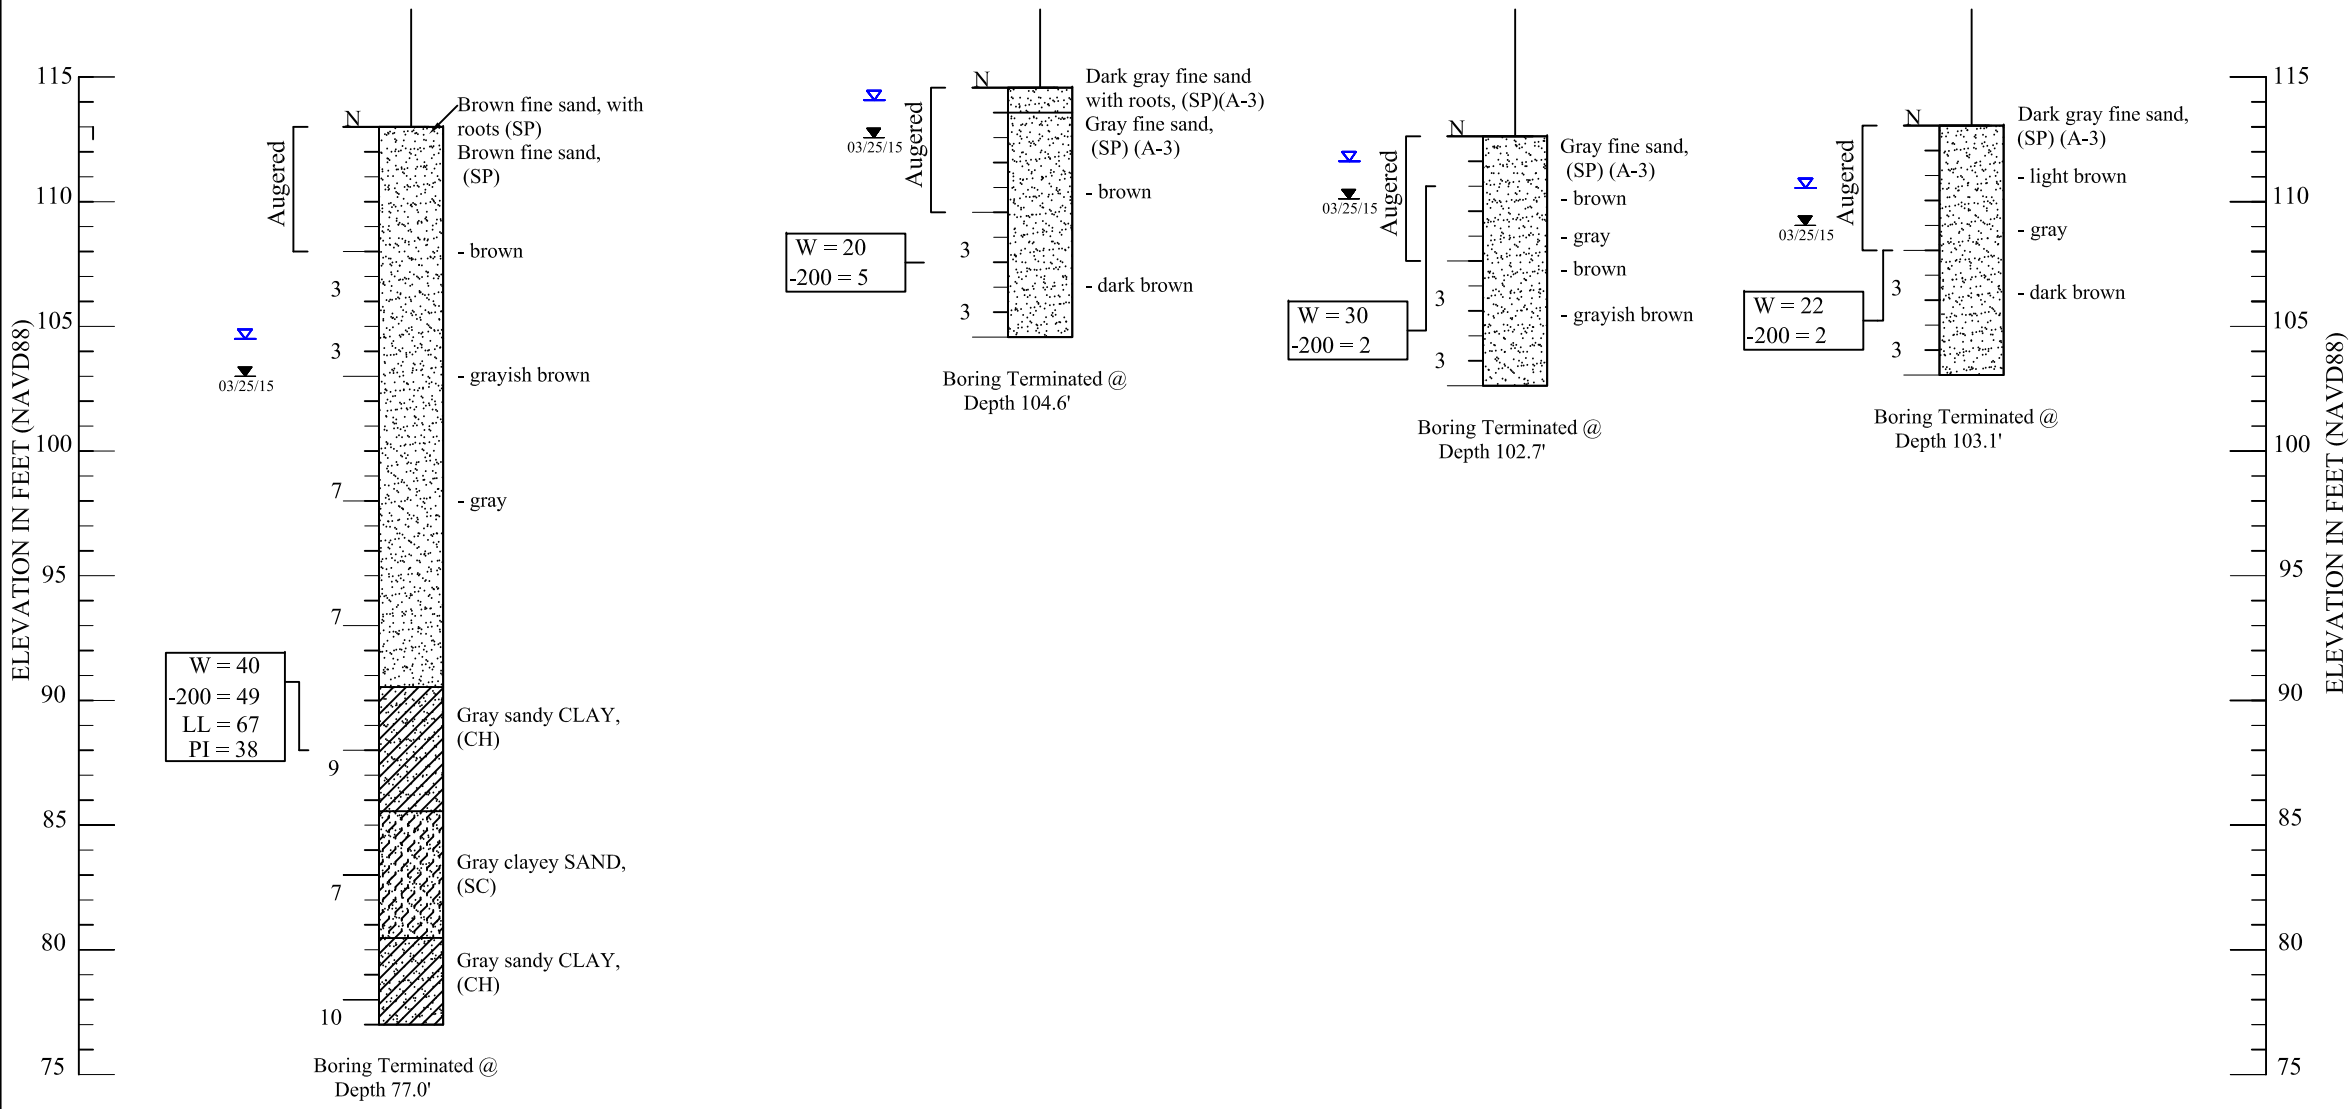 ELEVATION IN FEET (NAVD88)
115
110
105
100
95
90
85
80
75
N
Augered
Brown fine sand, with
roots (SP)
Brown fine sand,
(SP)
- brown
3
3
03/25/15
- grayish brown
7
- gray
7
W = 40
-200 = 49
LL = 67
PI = 38
Gray sandy CLAY,
(CH)
9
Gray clayey SAND,
(SC)
7
Gray sandy CLAY,
(CH)
10
Boring Terminated @
Depth 77.0'
N
Augered
03/25/15
Dark gray fine sand
with roots, (SP)(A-3)
Gray fine sand,
(SP) (A-3)
- brown
W = 20
-200 = 5
3
- dark brown
3
Boring Terminated @
Depth 104.6'
N
Augered
03/25/15
Gray fine sand,
(SP) (A-3)
- brown
- gray
- brown
W = 30
-200 = 2
3
- grayish brown
3
Boring Terminated @
Depth 102.7'
N
Augered
03/25/15
Dark gray fine sand,
(SP) (A-3)
- light brown
- gray
W = 22
-200 = 2
3
- dark brown
3
Boring Terminated @
Depth 103.1'
115
110
105
100
95
90
85
80
75
ELEVATION IN FEET (NAVD88)